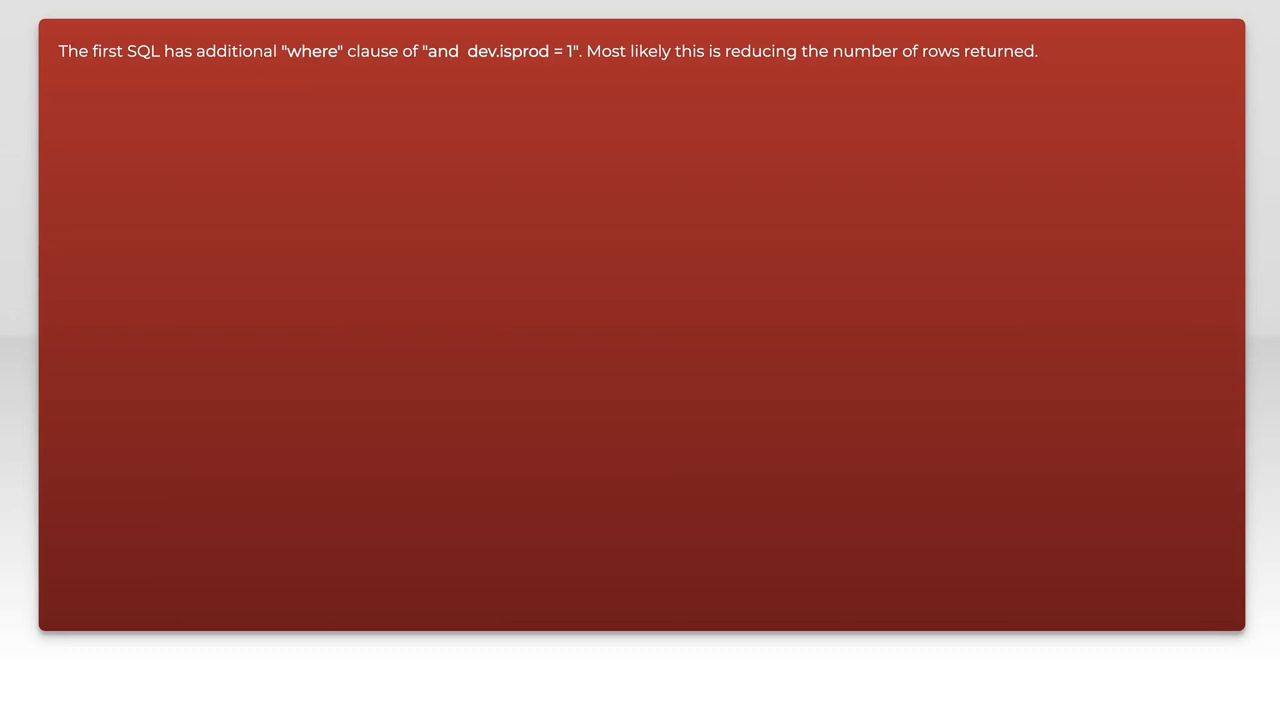 The first SQL has additional "where" clause of "and  dev.isprod = 1". Most likely this is reducing the number of rows returned.